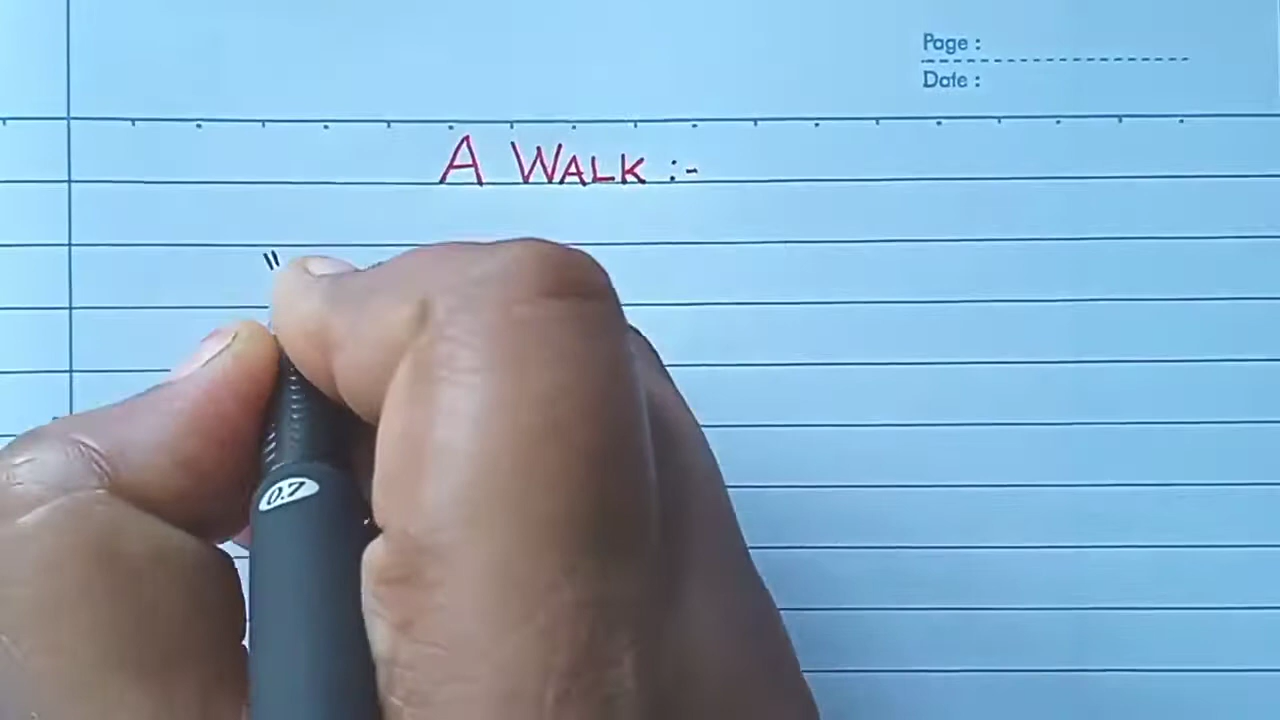 Page :
Date :
A WALK :-
"
0.7